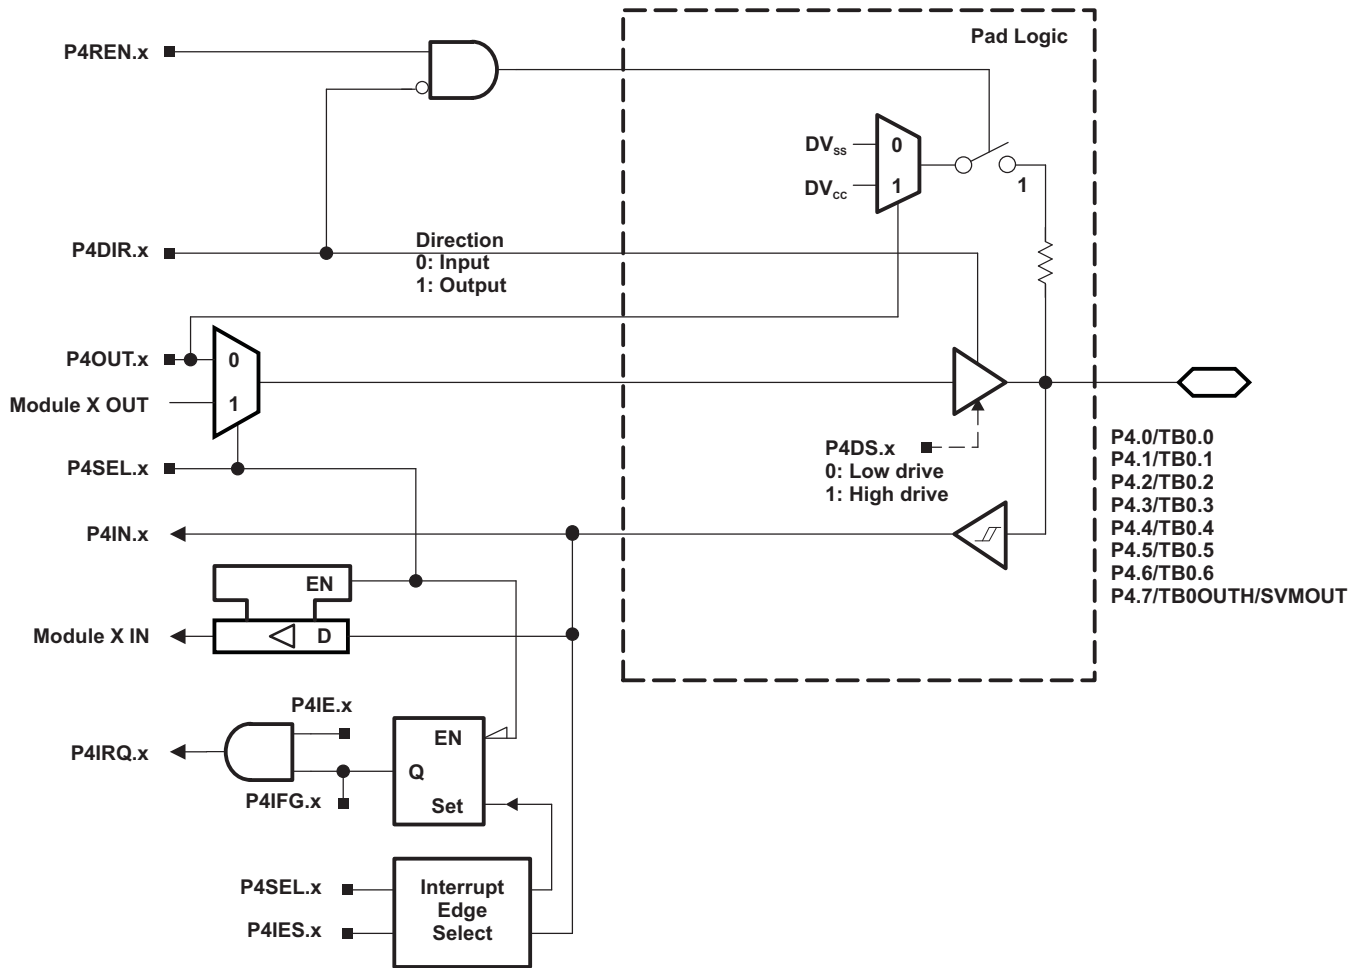 Pad Logic
P4REN.x
DVSS
0
DVCC
1
1
P4DIR.x
Direction
0: Input
1: Output
P4OUT.x
0
Module X OUT
1
P4SEL.x
P4DS.x
0: Low drive
1: High drive
P4.0/TB0.0
P4.1/TB0.1
P4.2/TB0.2
P4.3/TB0.3
P4.4/TB0.4
P4.5/TB0.5
P4.6/TB0.6
P4.7/TB0OUTH/SVMOUT
P4IN.x
EN
Module X IN
D
P4IE.x
P4IRQ.x
EN
Q
P4IFG.x
Set
P4SEL.x
P4IES.x
Interrupt
Edge
Select